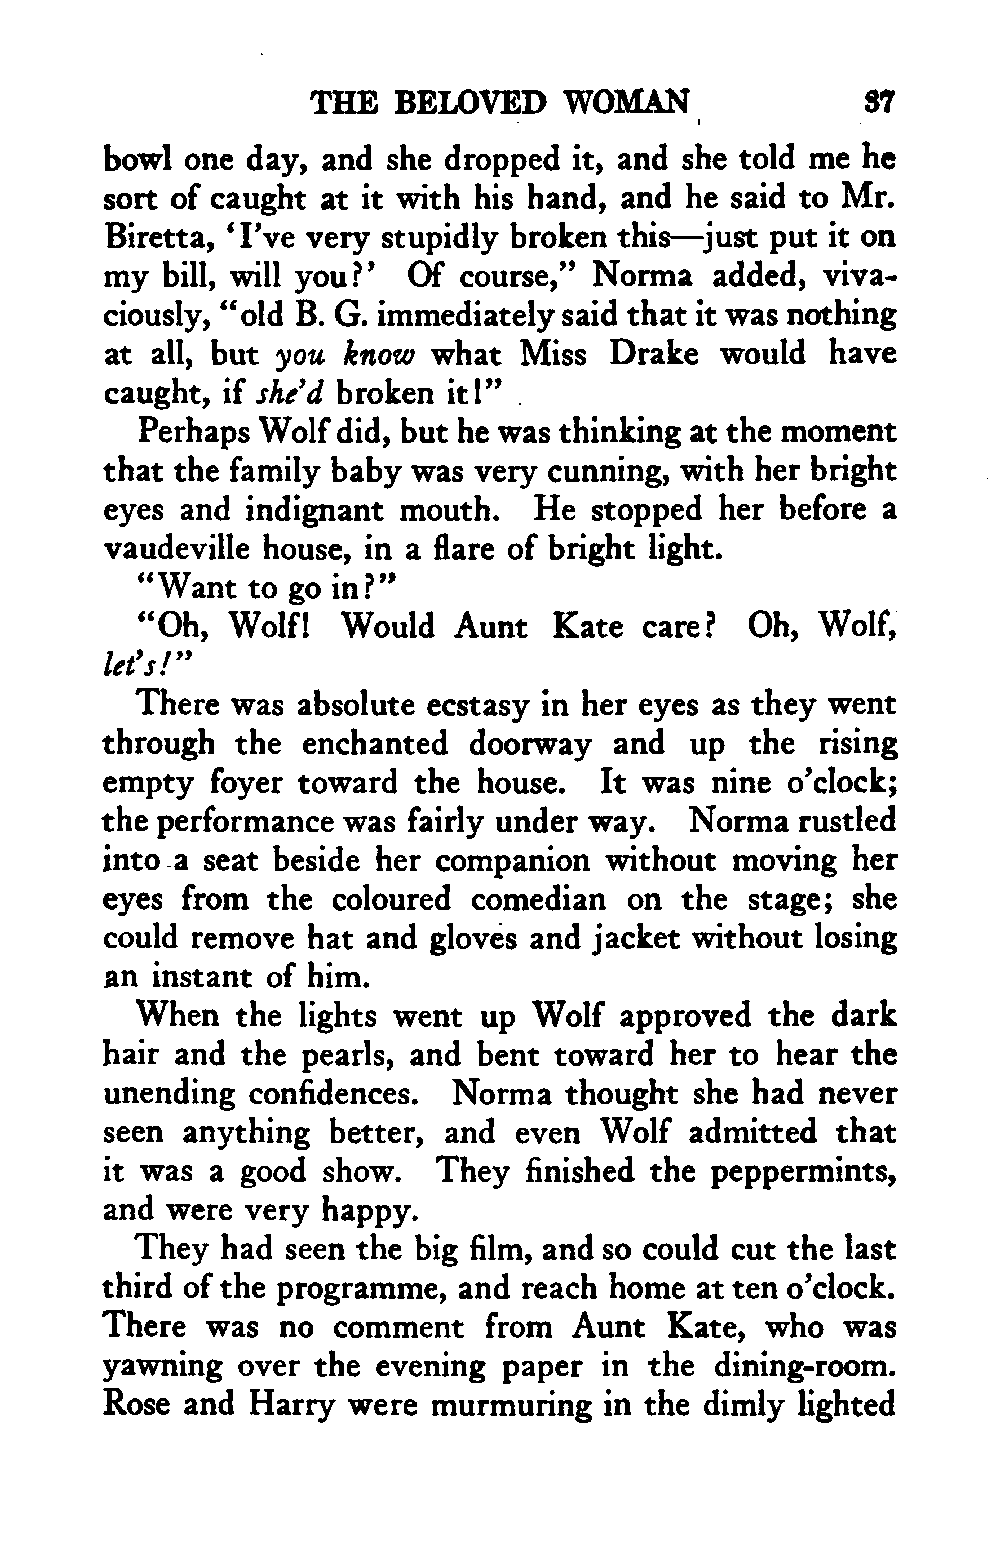 THE BELOVED WOMAN 37
bowl one day, and she dropped it, and she told me he
sort of caught at it with his hand, and he said to Mr.
Biretta, ‘I’ve very stupidly broken this—just put it on
my bill, will you?’ Of course,” Norma added, viva-
ciously, “old B. G. immediately said that it was nothing
at all, but you know what Miss Drake would have
caught, if she’d broken it!”
Perhaps Wolf did, but he was thinking at the moment
that the family baby was very cunning, with her bright
eyes and indignant mouth. He stopped her before a
vaudeville house, in a flare of bright light.
“Want to go in?”
“Oh, Wolf! Would Aunt Kate care? Oh, Wolf,
let’s!”
There was absolute ecstasy in her eyes as they went
through the enchanted doorway and up the rising
empty foyer toward the house. It was nine o’clock;
the performance was fairly under way. Norma rustled
into a seat beside her companion without moving her
eyes from the coloured comedian on the stage; she
could remove hat and gloves and jacket without losing
an instant of him.
When the lights went up Wolf approved the dark
hair and the pearls, and bent toward her to hear the
unending confidences. Norma thought she had never
seen anything better, and even Wolf admitted that
it was a good show. They finished the peppermints,
and were very happy.
They had seen the big film, and so could cut the last
third of the programme, and reach home at ten o’clock.
There was no comment from Aunt Kate, who was
yawning over the evening paper in the dining-room.
Rose and Harry were murmuring in the dimly lighted